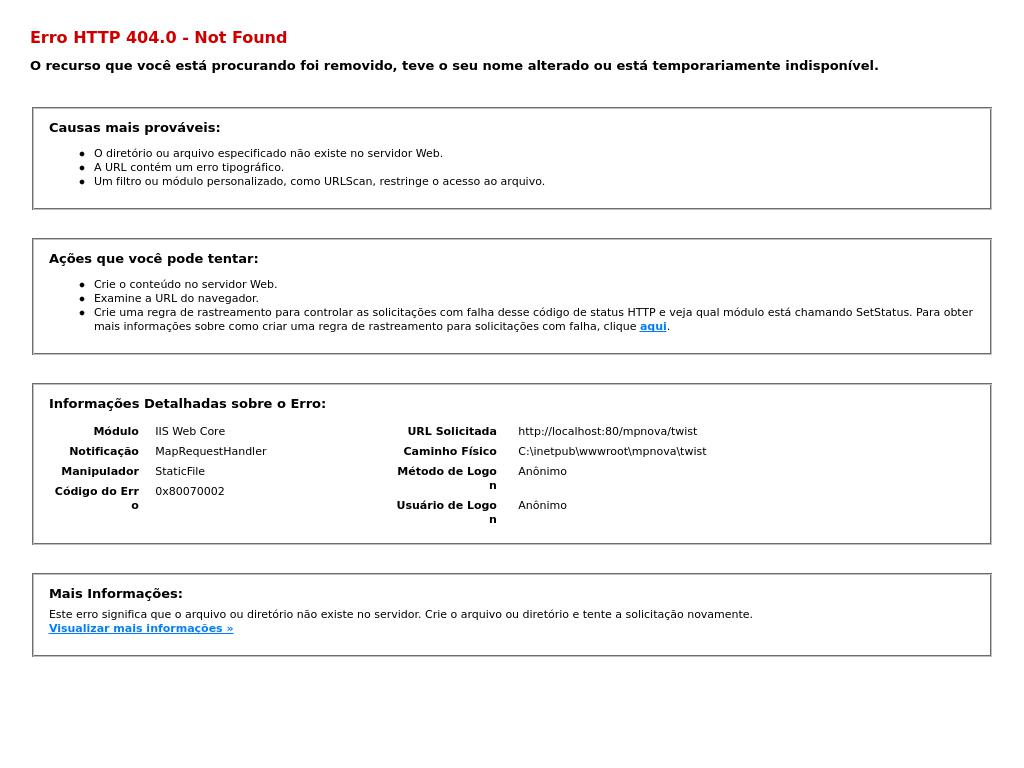 Erro HTTP 404.0 - Not Found
O recurso que você está procurando foi removido, teve o seu nome alterado ou está temporariamente indisponível.
Causas mais prováveis:
O diretório ou arquivo especificado não existe no servidor Web.
A URL contém um erro tipográfico.
Um filtro ou módulo personalizado, como URLScan, restringe o acesso ao arquivo.
Ações que você pode tentar:
Crie o conteúdo no servidor Web.
Examine a URL do navegador.
Crie uma regra de rastreamento para controlar as solicitações com falha desse código de status HTTP e veja qual módulo está chamando SetStatus. Para obter
mais informações sobre como criar uma regra de rastreamento para solicitações com falha, clique aqui.
Informações Detalhadas sobre o Erro:
Módulo IIS Web Core
Notificação MapRequestHandler
Manipulador StaticFile
Código do Err 0x80070002
o
URL Solicitada http://localhost:80/mpnova/twist
Caminho Físico C:\inetpub\wwwroot\mpnova\twist
Método de Logo Anônimo
n
Usuário de Logo Anônimo
n
Mais Informações:
Este erro significa que o arquivo ou diretório não existe no servidor. Crie o arquivo ou diretório e tente a solicitação novamente.
Visualizar mais informações »